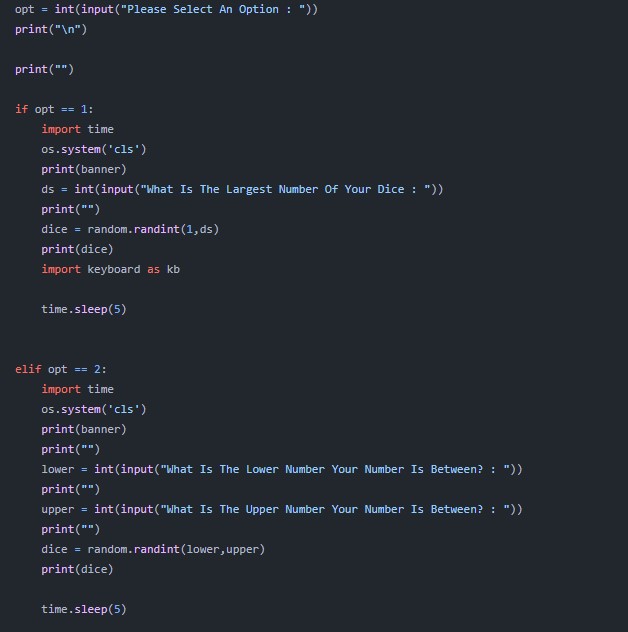 opt = int(input("Please Select An Option : "))
print("\n")
print("")
if opt == 1:
import time
os.system('cls')
print(banner)
ds = int(input("What Is The Largest Number Of Your Dice : "))
print("")
dice = random.randint(1,ds)
print(dice)
import keyboard as kb
time.sleep(5)
elif opt == 2:
import time
os.system('cls')
print(banner)
print("")
lower = int(input("What Is The Lower Number Your Number Is Between? : "))
print("")
upper = int(input("What Is The Upper Number Your Number Is Between? : "))
print("")
dice = random.randint(lower,upper)
print(dice)
time.sleep(5)